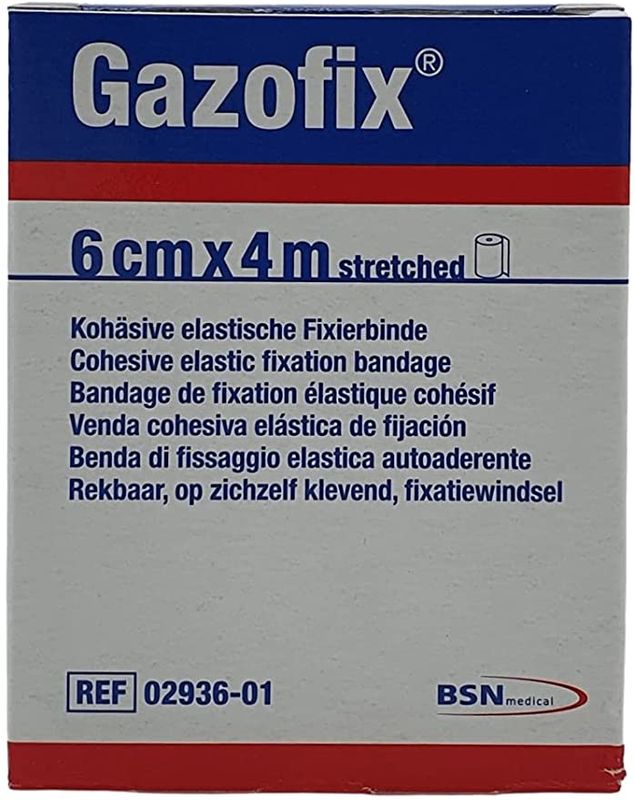 Gazofix®
6 cm x 4 m stretched
Kohäsive elastische Fixierbinde
Cohesive elastic fixation bandage
Bandage de fixation élastique cohésif
Venda cohesiva elástica de fijación
Benda di fissaggio elastica autoaderente
Rekbaar, op zichzelf klevend, fixatiewindsel
REF 02936-01
BSN medical